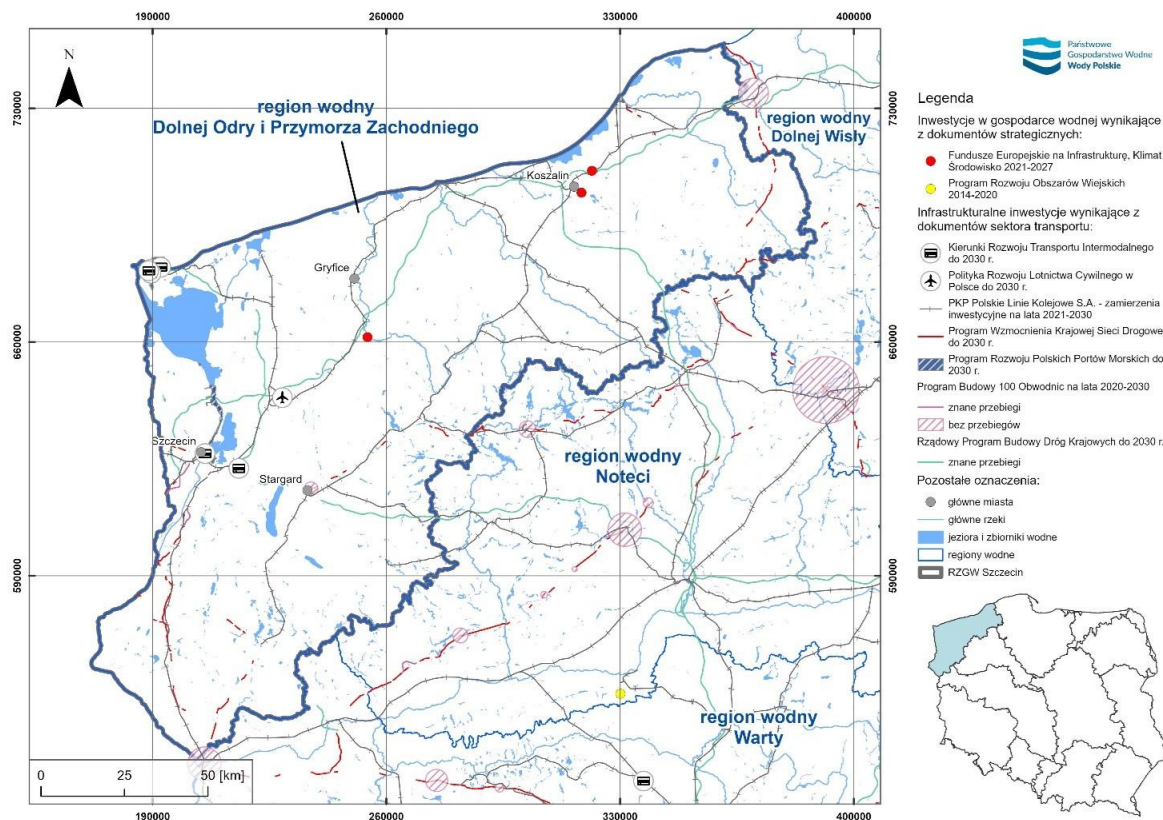 190000
260000
330000
400000
N
730000
730000
660000
660000
590000
590000
region wodny
Dolnej Odry i Przymorza Zachodniego
region wodny
Dolnej Wisły
Koszalin
Gryfice
Szczecin
Stargard
region wodny
Noteci
region wodny
Warty
0 25 50 [km]
190000
260000
330000
400000
Państwowe
Gospodarstwo Wodne
Wody Polskie
Legenda
Inwestycje w gospodarce wodnej wynikające
z dokumentów strategicznych:
Fundusze Europejskie na Infrastrukturę, Klimat
Środowisko 2021-2027
Program Rozwoju Obszarów Wiejskich
2014-2020
Infrastrukturalne inwestycje wynikające z
dokumentów sektora transportu:
Kierunki Rozwoju Transportu Intermodalnego
do 2030 r.
Polityka Rozwoju Lotnictwa Cywilnego w
Polsce do 2030 r.
PKP Polskie Linie Kolejowe S.A. - zamierzenia
inwestycyjne na lata 2021-2030
Program Wzmocnienia Krajowej Sieci Drogowe
do 2030 r.
Program Rozwoju Polskich Portów Morskich do
2030 r.
Program Budowy 100 Obwodnic na lata 2020-2030
znane przebiegi
bez przebiegów
Rządowy Program Budowy Dróg Krajowych do 2030 r.
znane przebiegi
Pozostałe oznaczenia:
główne miasta
główne rzeki
jeziora i zbiorniki wodne
regiony wodne
RZGW Szczecin